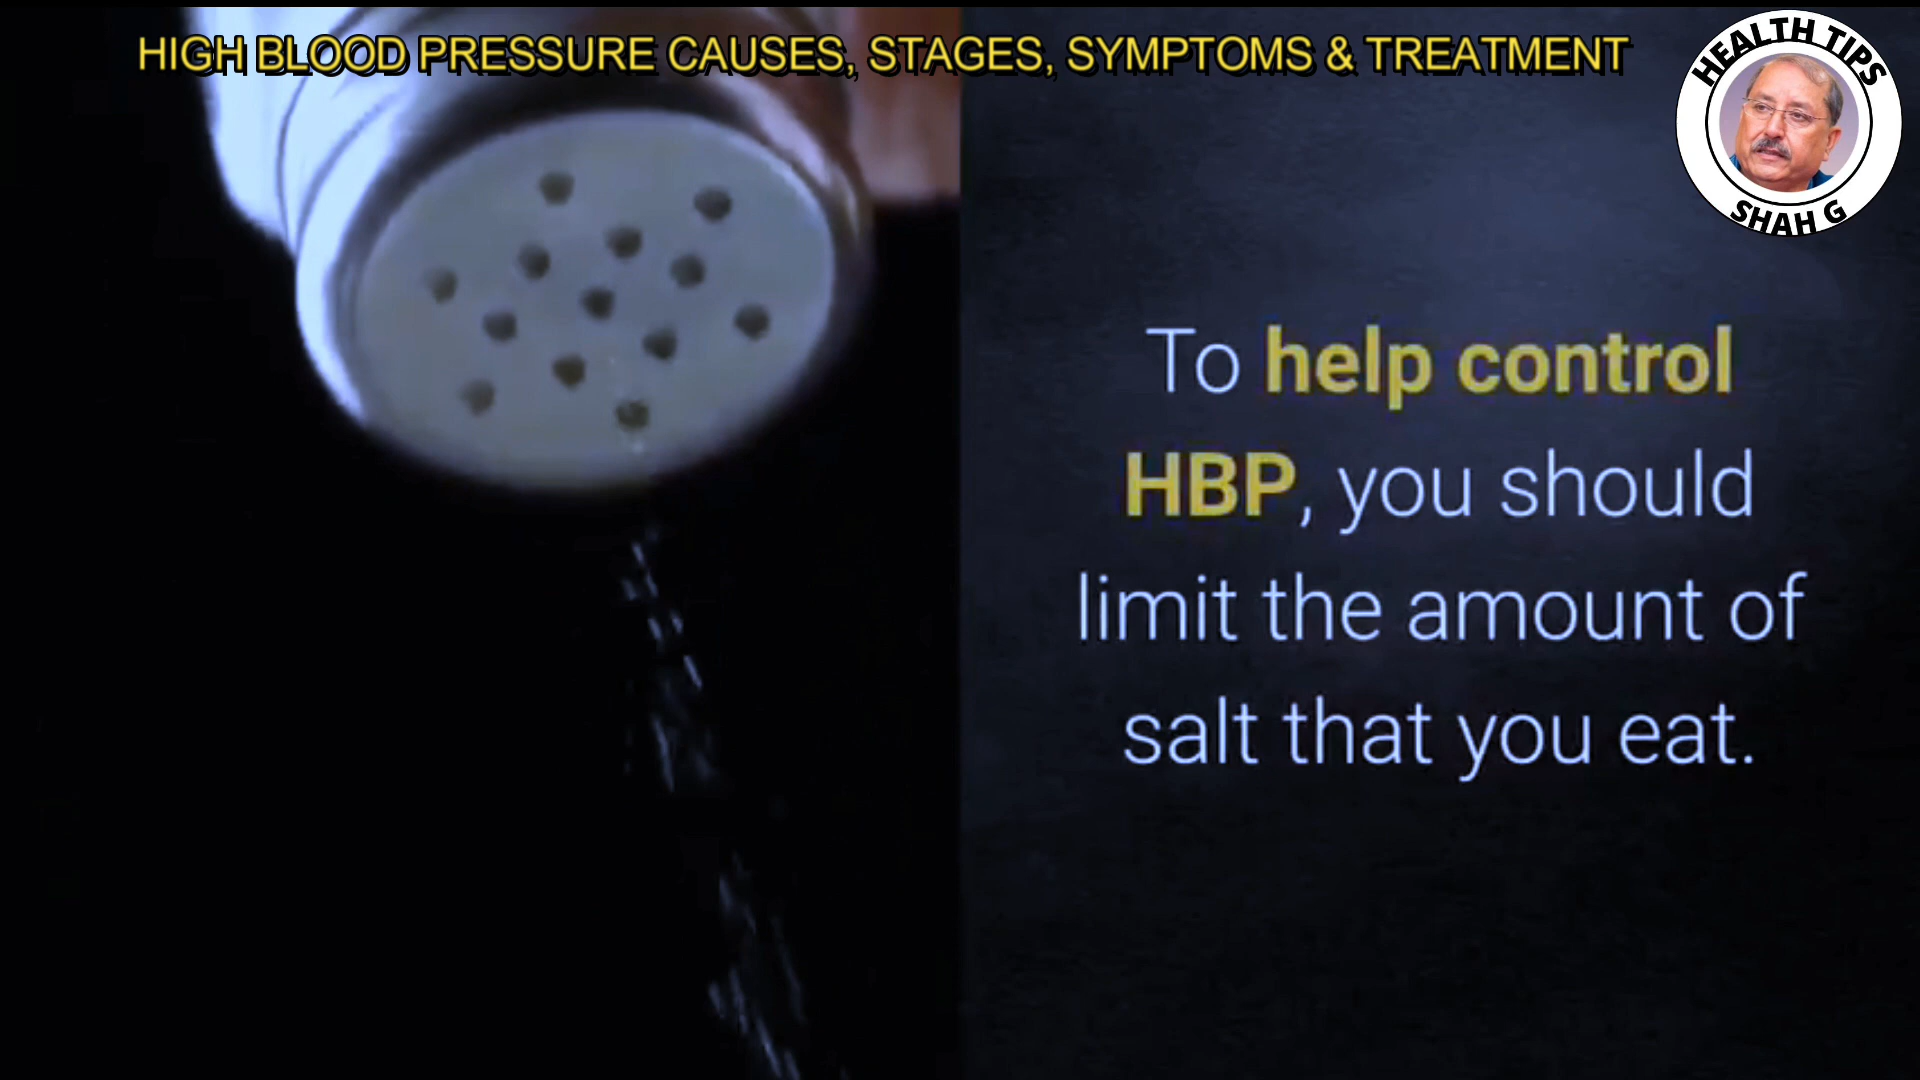 HIGH BLOOD PRESSURE CAUSES, STAGES, SYMPTOMS & TREATMENT
HEALTH TIPS
SHAH G
To help control
HBP, you should
limit the amount of
salt that you eat.